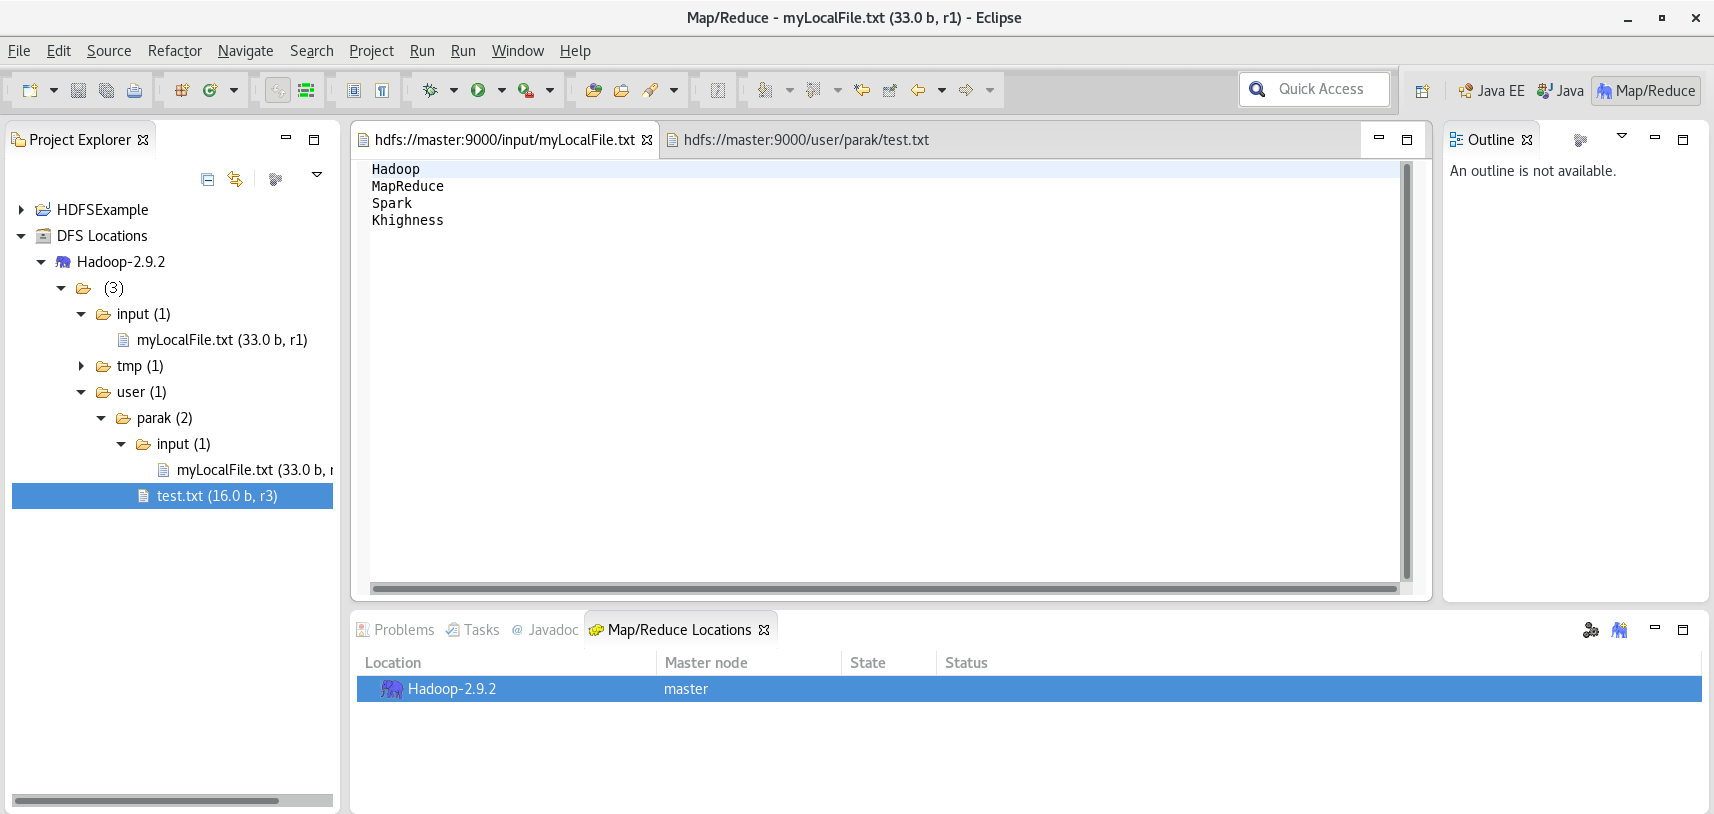 Map/Reduce - myLocalFile.txt (33.0 b, r1) - Eclipse
File Edit Source Refactor Navigate Search Project Run Run Window Help
Quick Access
Java EE
Java
Map/Reduce
Project Explorer
HDFSExample
DFS Locations
Hadoop-2.9.2
(3)
input (1)
myLocalFile.txt (33.0 b, r1)
tmp (1)
user (1)
parak (2)
input (1)
myLocalFile.txt (33.0 b, r
test.txt (16.0 b, r3)
hdfs://master:9000/input/myLocalFile.txt
hdfs://master:9000/user/parak/test.txt
Hadoop
MapReduce
Spark
Khighness
Outline
An outline is not available.
Problems
Tasks
@ Javadoc
Map/Reduce Locations
Location Master node State Status
Hadoop-2.9.2 master